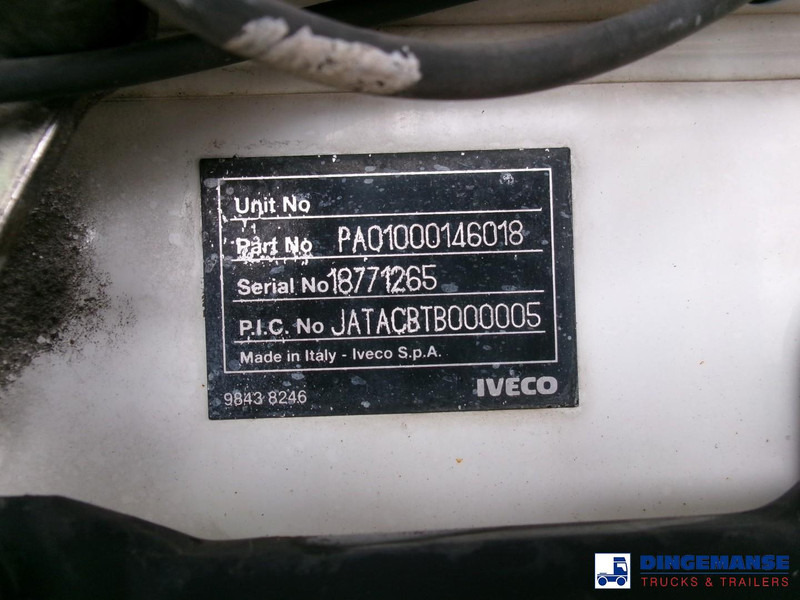 Unit No
Part No PA01000146018
Serial No 18771265
P.I.C. No JATACBTB000005
Made in Italy - Iveco S.p.A.
9843 8246
IVECO
DINGEMANSE
TRUCKS & TRAILERS